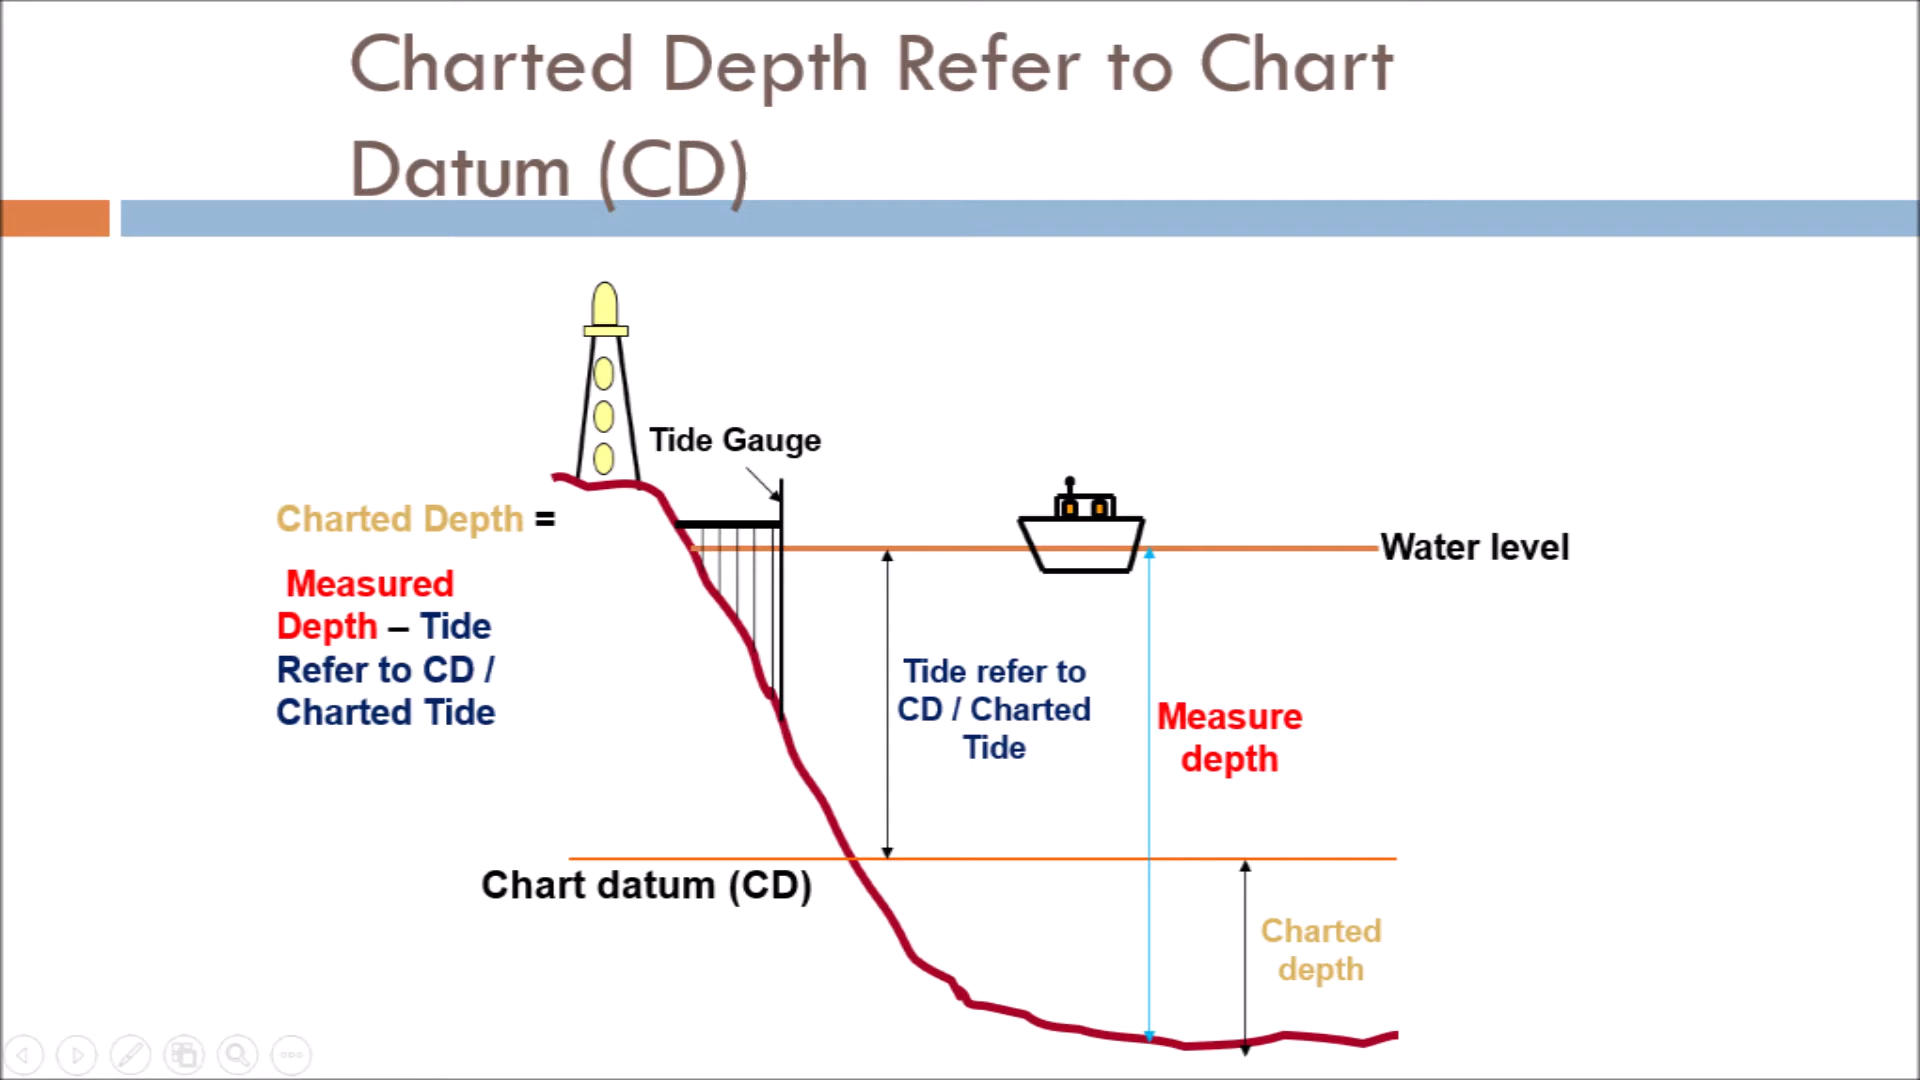 Charted Depth Refer to Chart
Datum (CD)
Tide Gauge
Charted Depth =
Water level
Measured
Depth – Tide
Refer to CD /
Charted Tide
Tide refer to
CD / Charted
Tide
Measure
depth
Chart datum (CD)
Charted
depth